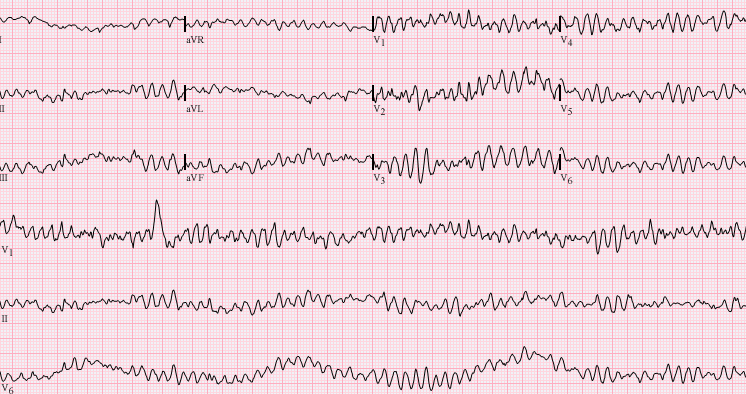 I aVR V1 V4
II aVL V2 V5
III aVF V3 V6
V1
II
V6